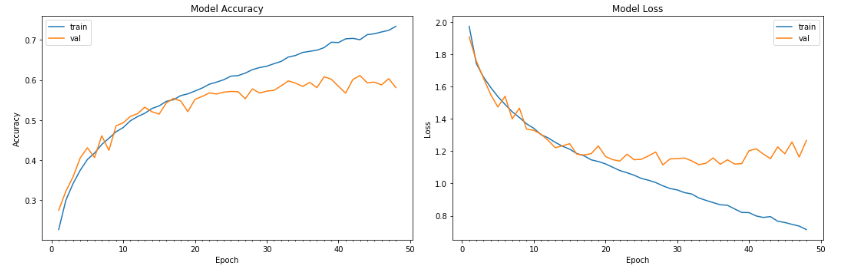 Model Accuracy
train
val
0.7
0.6
0.5
0.4
0.3
Accuracy
0
10
20
30
40
50
Epoch
Model Loss
train
val
2.0
1.8
1.6
1.4
1.2
1.0
0.8
Loss
0
10
20
30
40
50
Epoch